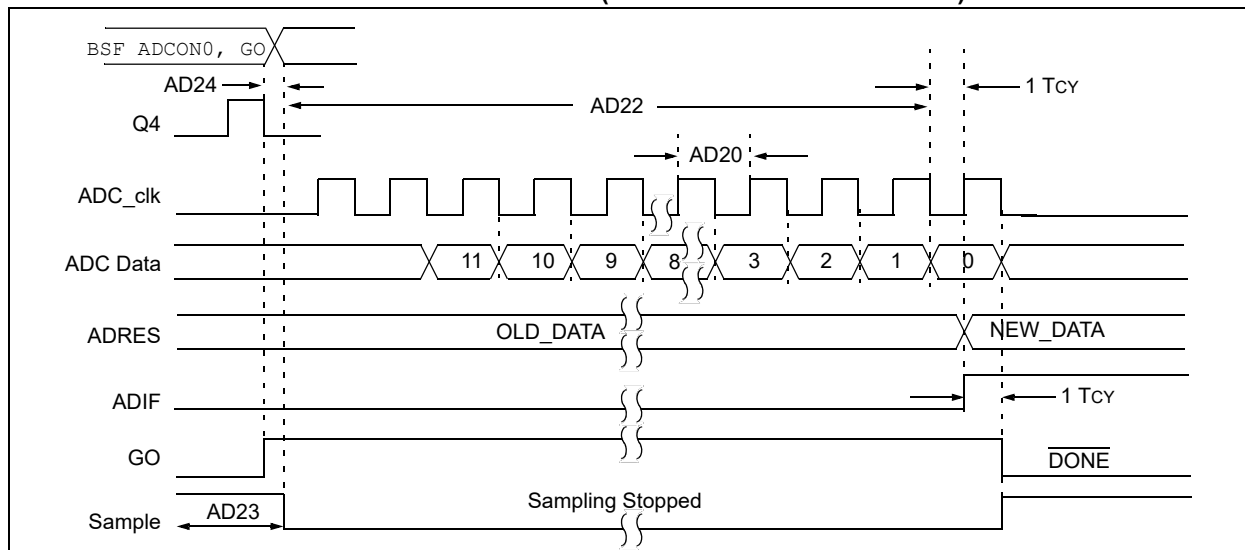 BSF ADCON0, GO
AD24
1 TCY
AD22
Q4
AD20
ADC_clk
ADC Data
11 10 9 8 3 2 1 0
ADRES
OLD_DATA
NEW_DATA
ADIF
1 TCY
GO
DONE
Sampling Stopped
AD23
Sample